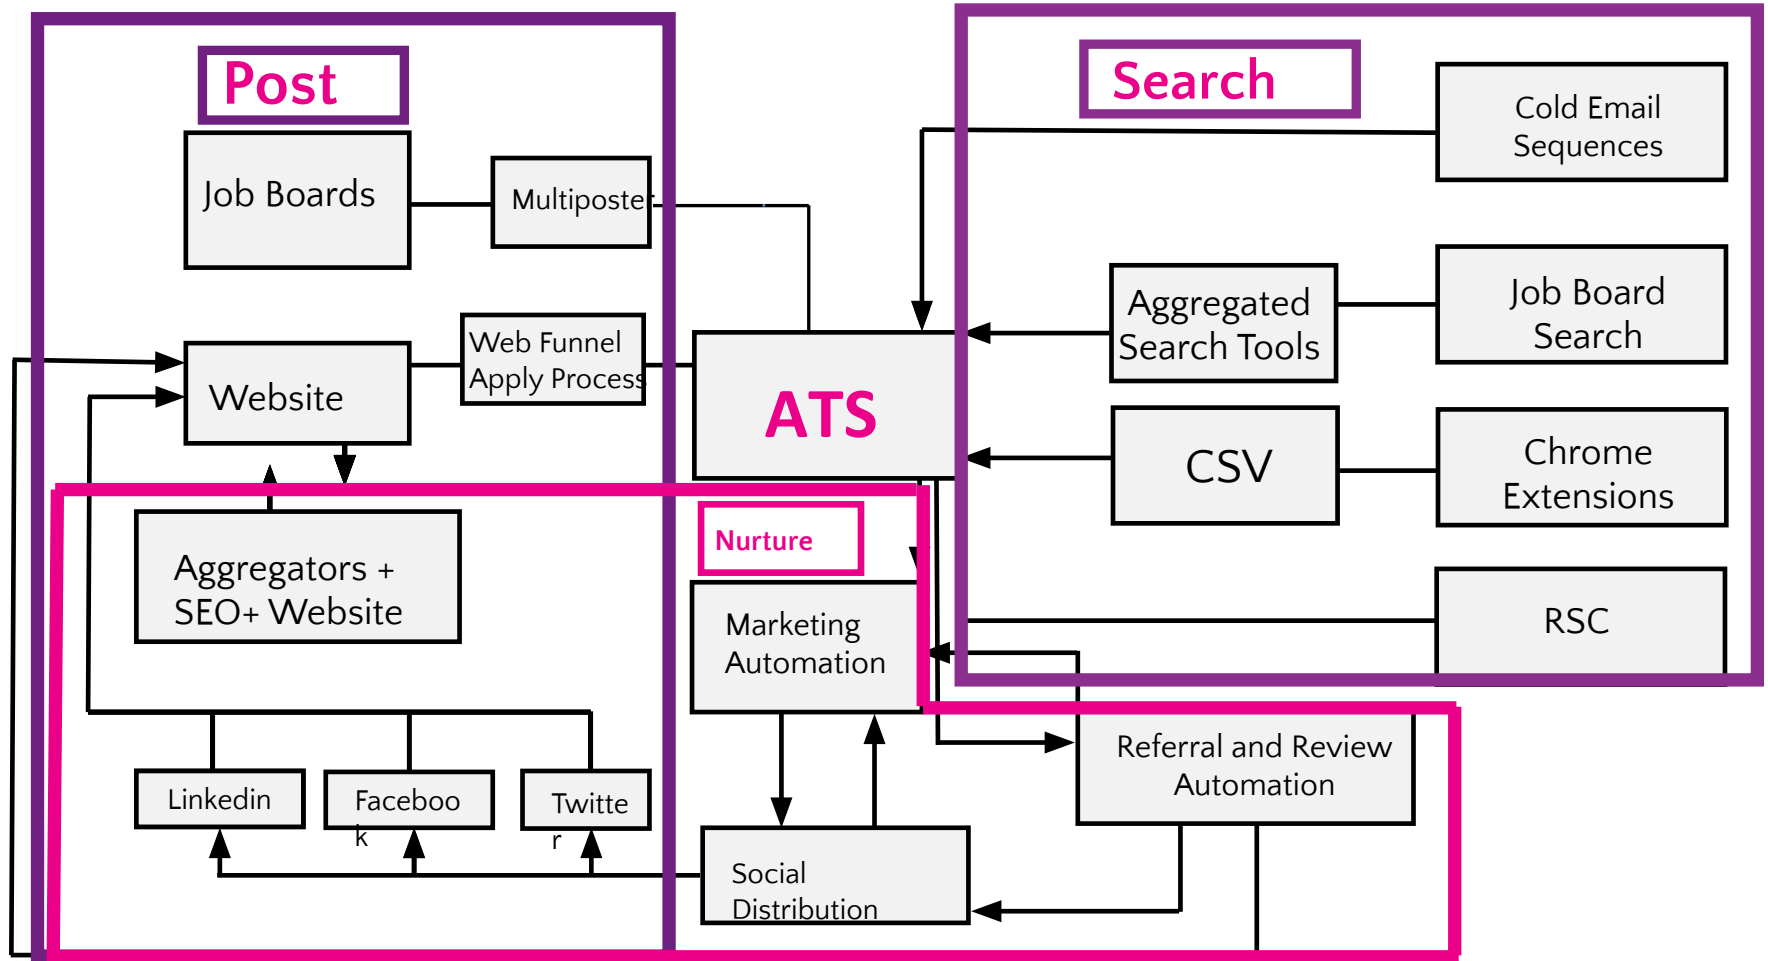 Post
Search
Cold Email
Sequences
Job Boards
Multiposter
Aggregated
Search Tools
Job Board
Search
Web Funnel
Apply Process
Website
ATS
CSV
Chrome
Extensions
Nurture
Aggregators +
SEO+ Website
Marketing
Automation
RSC
Referral and Review
Automation
Linkedin
Faceboo
k
Twitte
r
Social
Distribution